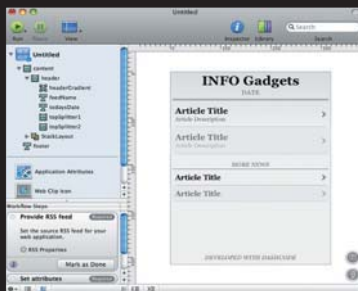 Untitled
Run
View
Inspector
Library
Search
Search
Untitled
content
header
headerGradient
feedName
todaysDate
topSplitter1
topSplitter2
StackLayout
footer
Application Attributes
Web Clip Icon
Workflow Steps
Provide RSS feed
Set the source RSS feed for your
web application.
RSS Properties
Mark as Done
Set attributes
INFO Gadgets
DATE
Article Title
Article Description
Article Title
Article Description
MORE NEWS
Article Title
Article Title
DEVELOPED WITH DASHCODE